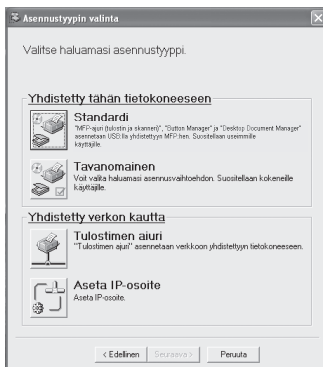 Asennustyypin valinta
Valitse haluamasi asennustyyppi.
Yhdistetty tähän tietokoneeseen
Standardi
"MFP-ajuri (tulostin ja skanneri)", "Button Manager" ja "Desktop Document Manager"
asennetaan USB:lla yhdistettyyn MFP:hen. Suositellaan useimmille
käyttäjille.
Tavanomainen
Voit valita haluamasi asennusvaihtoehdon. Suositellaan kokeneille
käyttäjille.
Yhdistetty verkon kautta
Tulostimen ajuri
"Tulostimen ajuri" asennetaan verkkoon yhdistettyyn tietokoneeseen.
Aseta IP-osoite
Aseta IP-osoite.
< Edellinen Seuraava > Peruuta